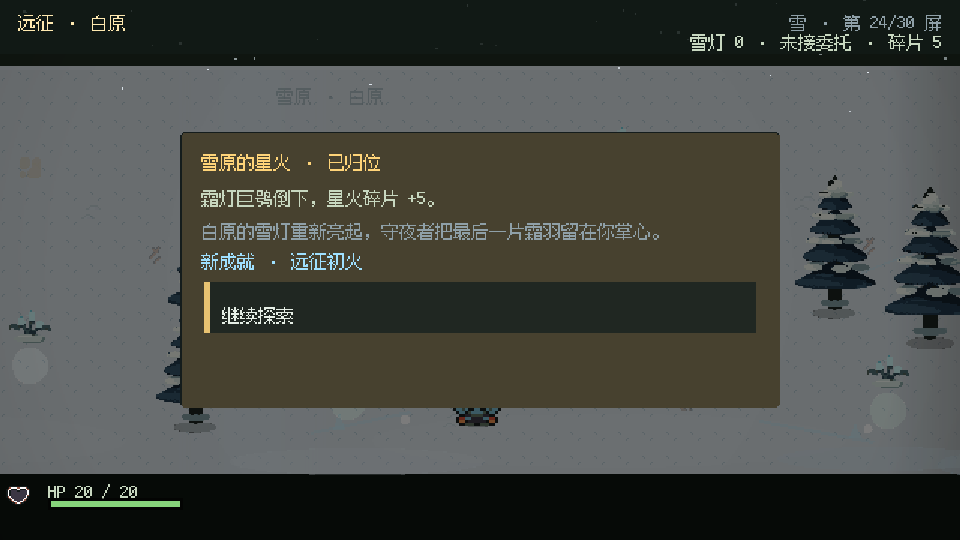 远征 · 白原
雪 · 第 24/30 屏
雪灯 0 · 未接委托 · 碎片 5
雪原 · 白原
雪原的星火 · 已归位
霜灯巨鸮倒下，星火碎片 +5。
白原的雪灯重新亮起，守夜者把最后一片霜羽留在你掌心。
新成就 · 远征初火
继续探索
HP 20 / 20